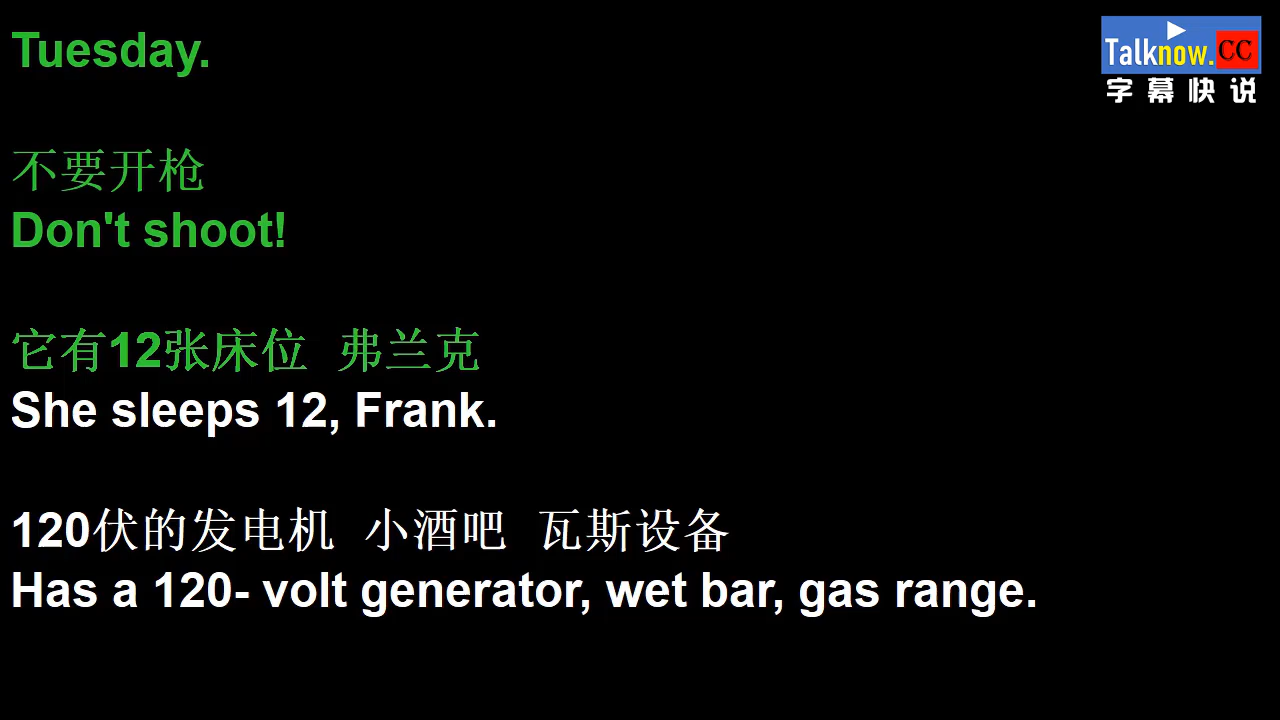 Tuesday.
Talknow.CC
字幕快说
不要开枪
Don't shoot!
它有12张床位 弗兰克
She sleeps 12, Frank.
120伏的发电机 小酒吧 瓦斯设备
Has a 120- volt generator, wet bar, gas range.